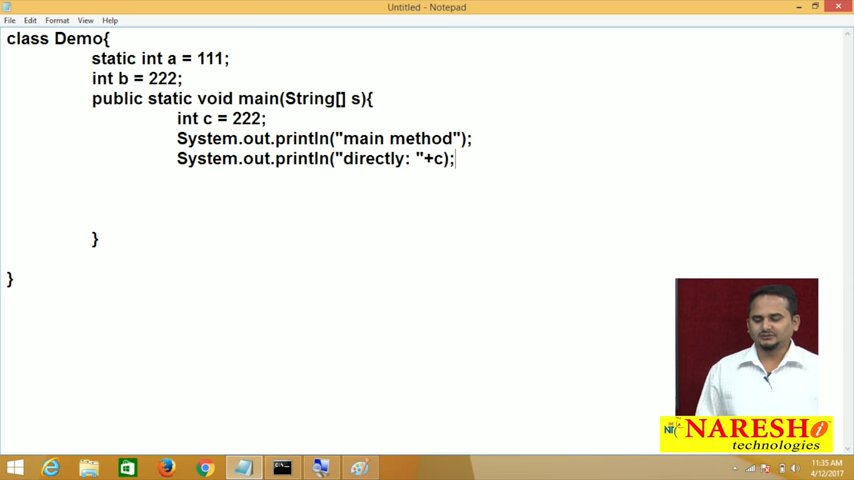 Untitled - Notepad
File Edit Format View Help
class Demo{
static int a = 111;
int b = 222;
public static void main(String[] s){
int c = 222;
System.out.println("main method");
System.out.println("directly: "+c);
}
}
NARESH i
technologies
11:35 AM
4/12/2017